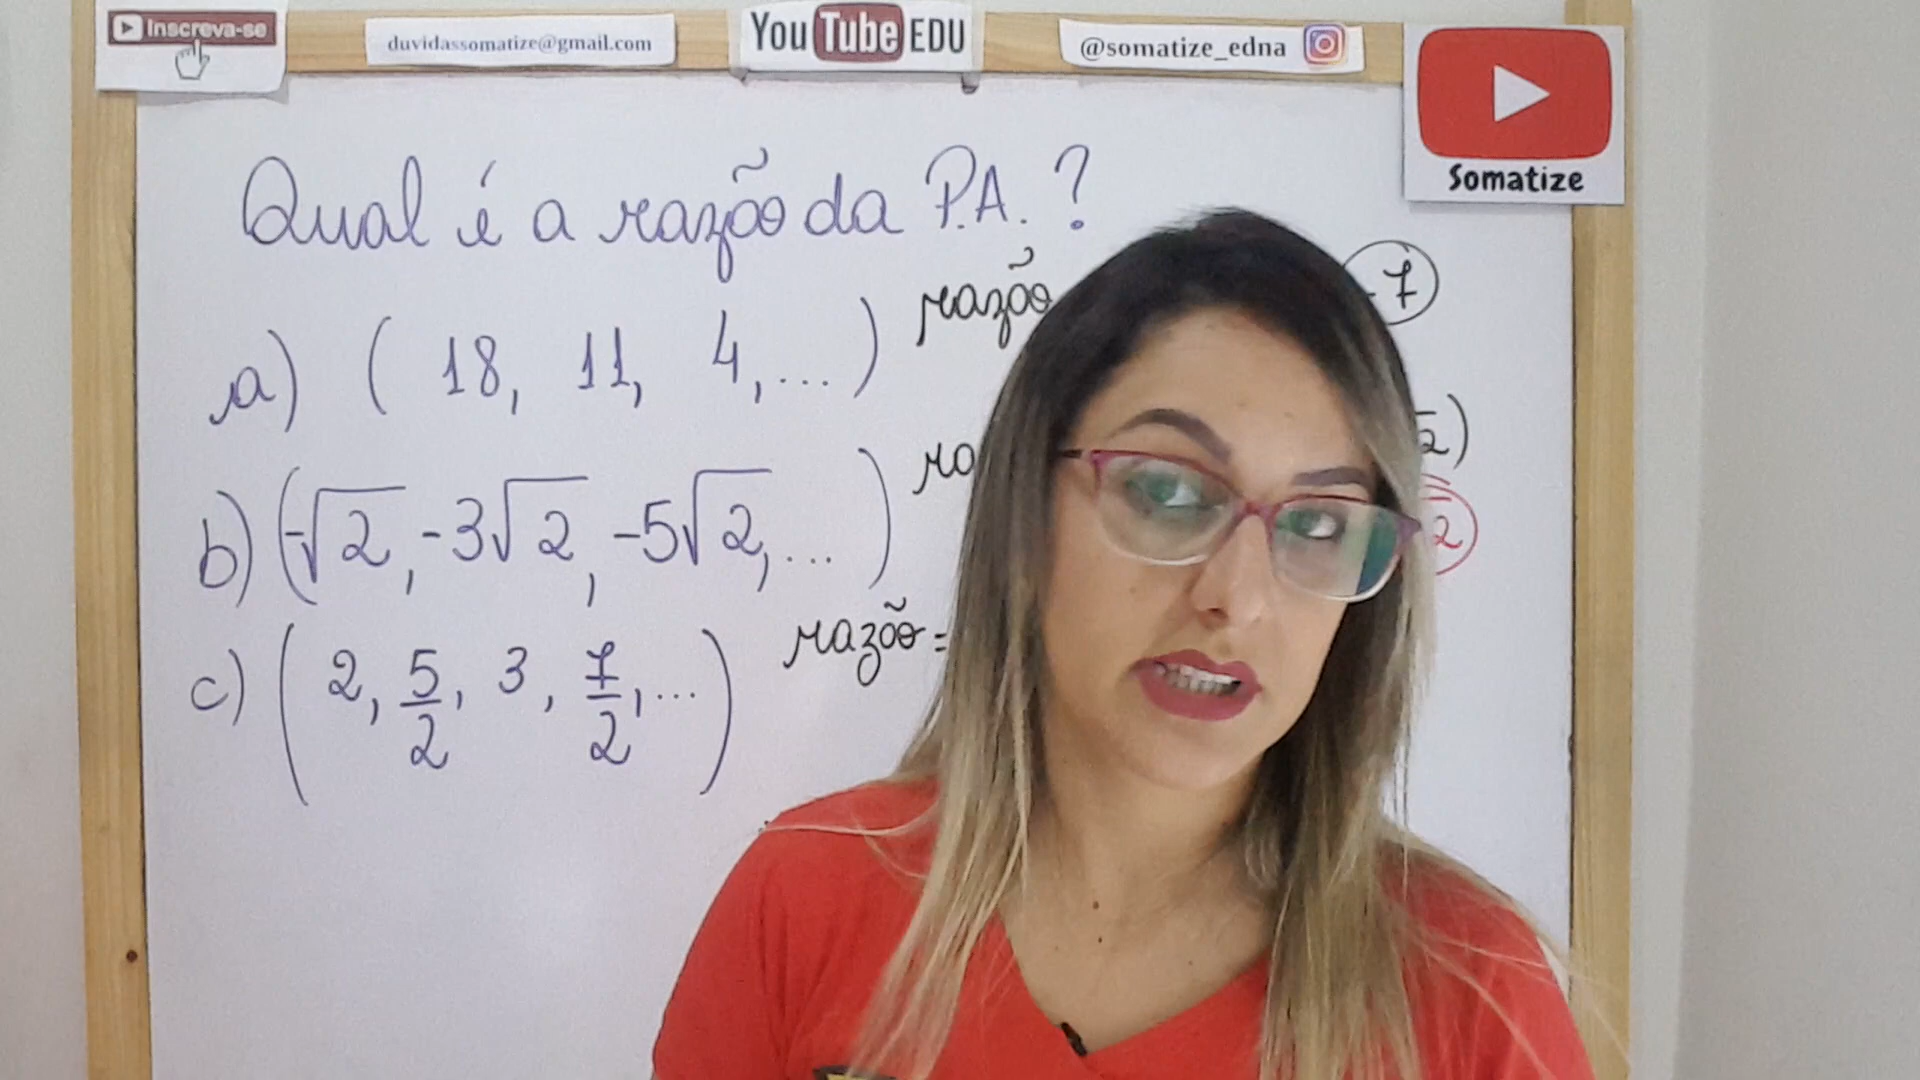 Inscreva-se
duvidassomatize@gmail.com
YouTube EDU
@somatize_edna
Somatize
Qual é a razão da P.A.?
a) ( 18, 11, 4, ... ) razão -7
b) (-√2, -3√2, -5√2, ... )
c) ( 2, 5/2, 3, 7/2, ... ) razão =